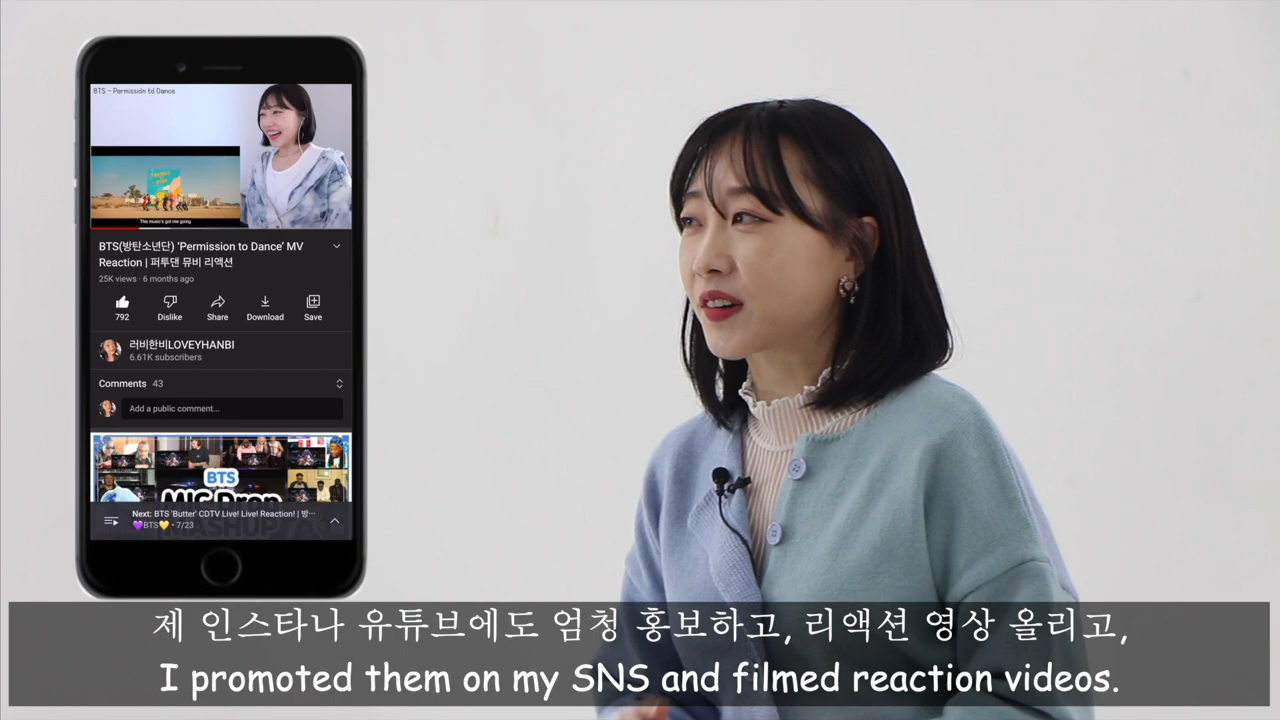 BTS - Permission to Dance
The music's got me going
BTS(방탄소년단) ‘Permission to Dance’ MV
Reaction | 퍼투댄 뮤비 리액션
25K views · 6 months ago
792 Dislike Share Download Save
러비한비LOVEYHANBI
6.61K subscribers
Comments 43
Add a public comment...
BTS
MIC Drop
MASHUP
Next: BTS 'Butter' CDTV Live! Live! Reaction! | 방···
💜BTS💛 • 7/23
제 인스타나 유튜브에도 엄청 홍보하고, 리액션 영상 올리고,
I promoted them on my SNS and filmed reaction videos.